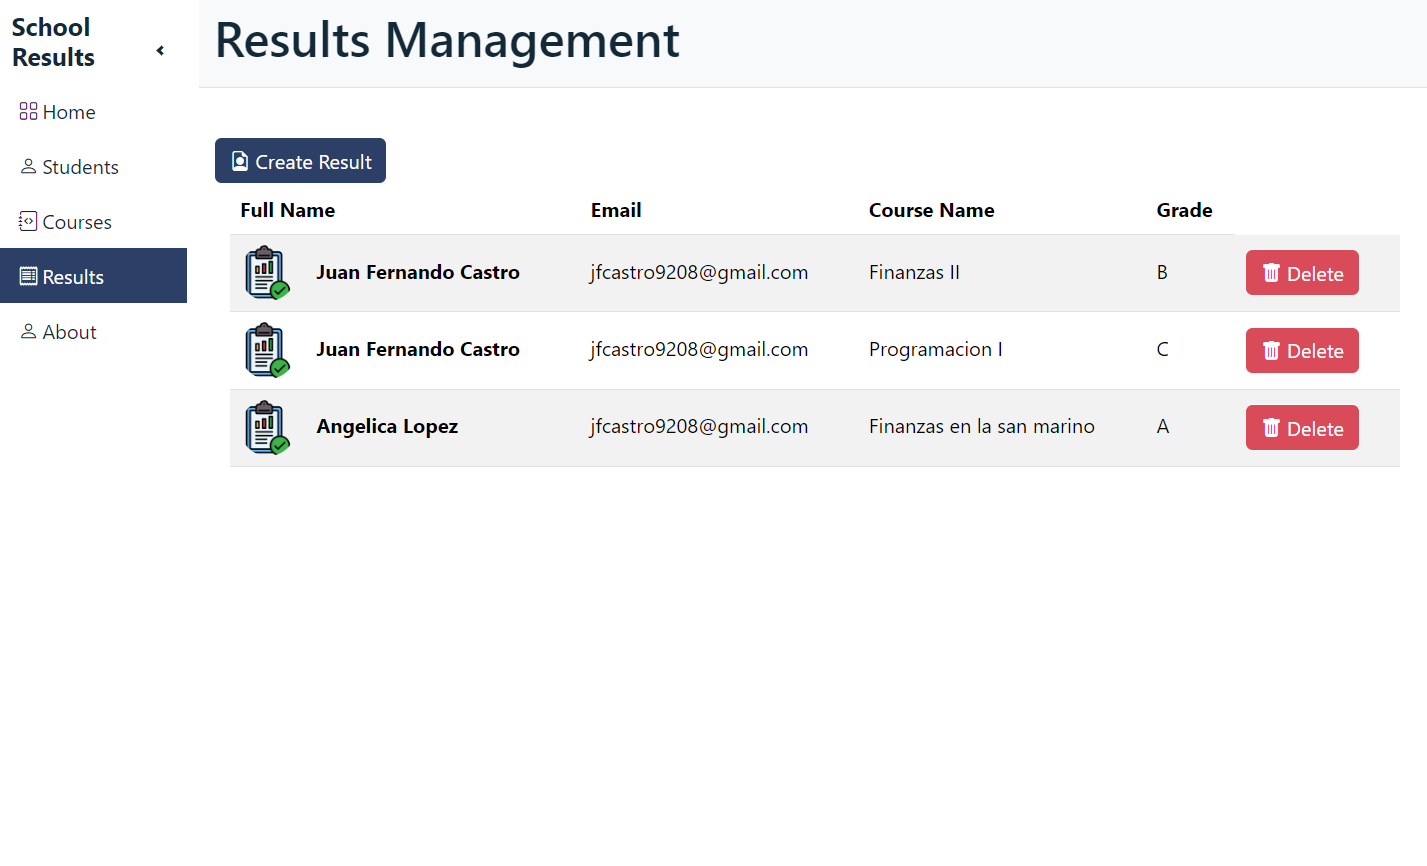 School
Results
Home
Students
Courses
Results
About
Results Management
Create Result
Full Name Email Course Name Grade
Juan Fernando Castro jfcastro9208@gmail.com Finanzas II B Delete
Juan Fernando Castro jfcastro9208@gmail.com Programacion I C Delete
Angelica Lopez jfcastro9208@gmail.com Finanzas en la san marino A Delete